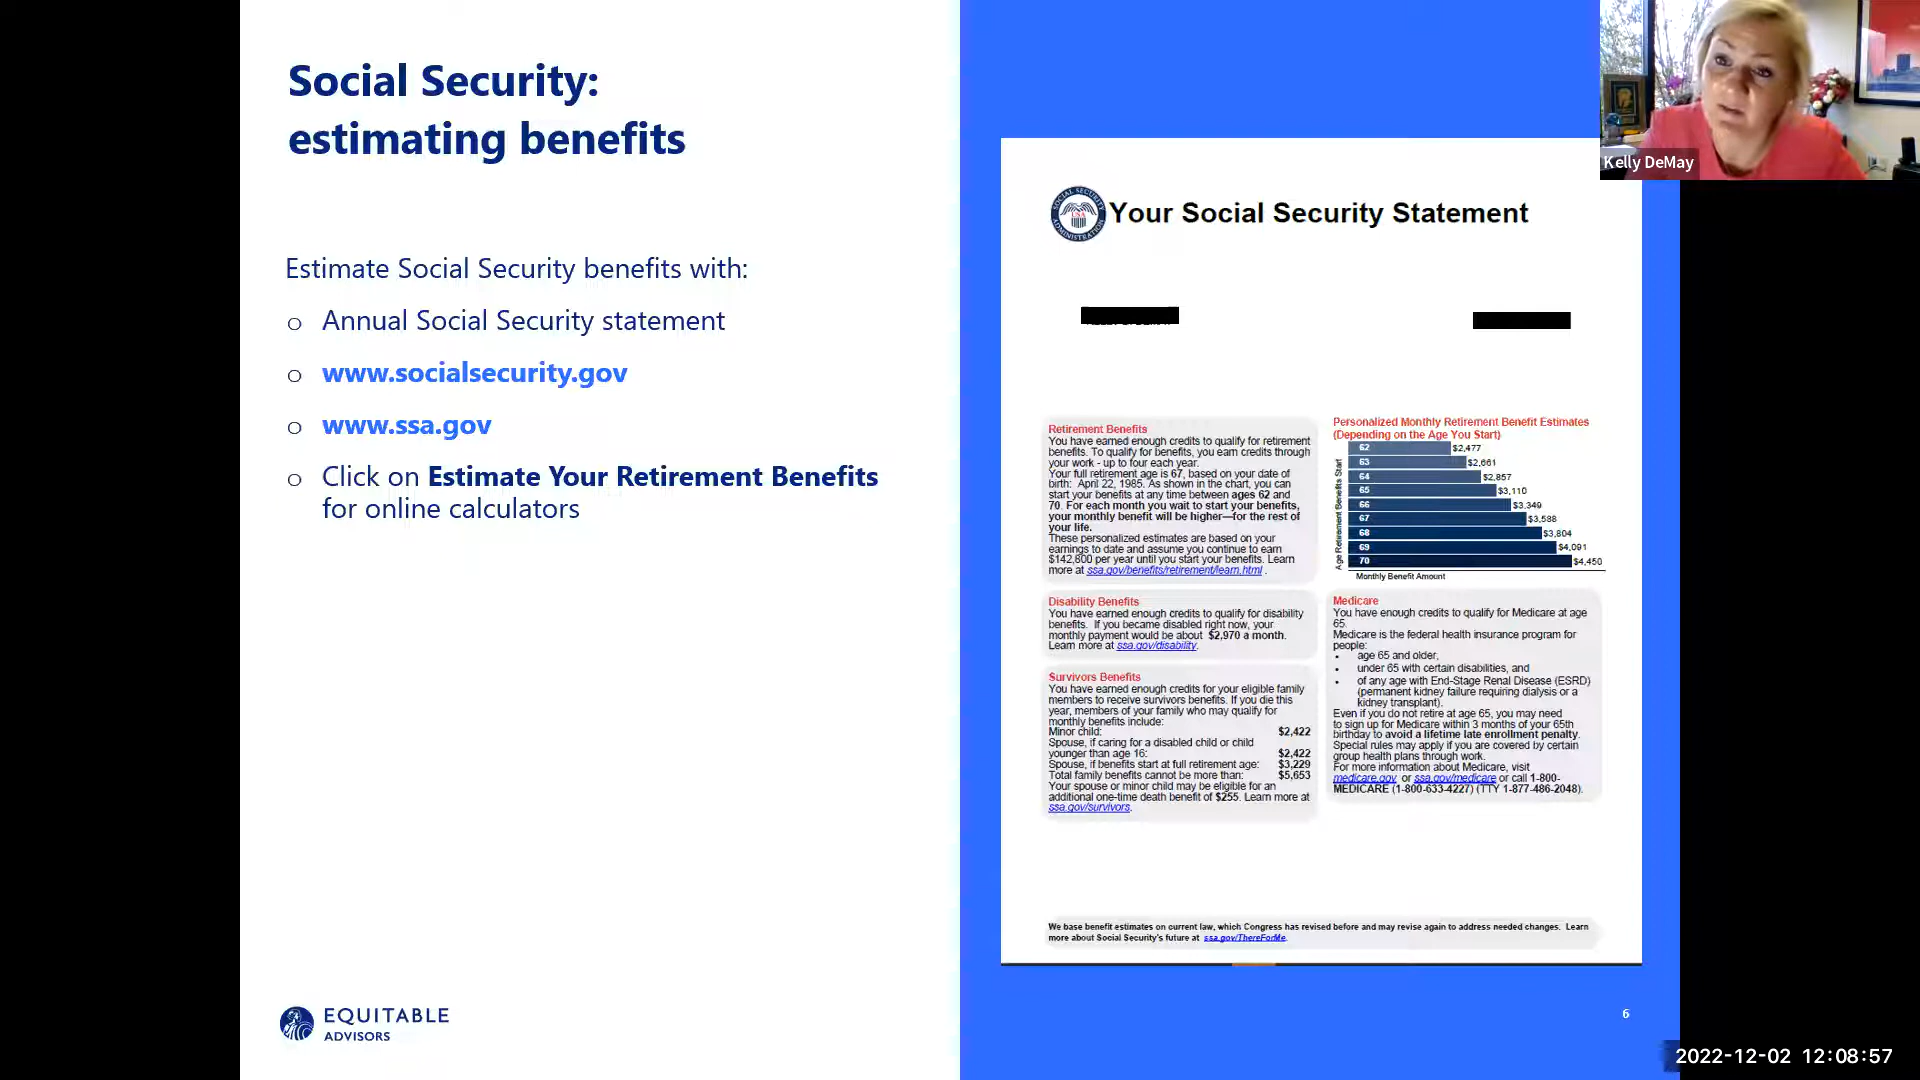 Social Security:
estimating benefits
Estimate Social Security benefits with:
o Annual Social Security statement
o www.socialsecurity.gov
o www.ssa.gov
o Click on Estimate Your Retirement Benefits
for online calculators
EQUITABLE
ADVISORS
Kelly DeMay
SOCIAL SECURITY ADMINISTRATION
USA
Your Social Security Statement
Retirement Benefits
You have earned enough credits to qualify for retirement
benefits. To qualify for benefits, you earn credits through
your work - up to four each year.
Your full retirement age is 67, based on your date of
birth: April 22, 1985. As shown in the chart, you can
start your benefits at any time between ages 62 and
70. For each month you wait to start your benefits,
your monthly benefit will be higher—for the rest of
your life.
These personalized estimates are based on your
earnings to date and assume you continue to earn
$142,800 per year until you start your benefits. Learn
more at ssa.gov/benefits/retirement/learn.html .
Disability Benefits
You have earned enough credits to qualify for disability
benefits. If you became disabled right now, your
monthly payment would be about $2,970 a month.
Learn more at ssa.gov/disability.
Survivors Benefits
You have earned enough credits for your eligible family
members to receive survivors benefits. If you die this
year, members of your family who may qualify for
monthly benefits include:
Minor child: $2,422
Spouse, if caring for a disabled child or child
younger than age 16: $2,422
Spouse, if benefits start at full retirement age: $3,229
Total family benefits cannot be more than: $5,653
Your spouse or minor child may be eligible for an
additional one-time death benefit of $255. Learn more at
ssa.gov/survivors.
Personalized Monthly Retirement Benefit Estimates
(Depending on the Age You Start)
Age Retirement Benefits Start
62 $2,477
63 $2,661
64 $2,857
65 $3,110
66 $3,349
67 $3,588
68 $3,804
69 $4,091
70 $4,450
Monthly Benefit Amount
Medicare
You have enough credits to qualify for Medicare at age
65.
Medicare is the federal health insurance program for
people:
• age 65 and older,
• under 65 with certain disabilities, and
• of any age with End-Stage Renal Disease (ESRD)
(permanent kidney failure requiring dialysis or a
kidney transplant).
Even if you do not retire at age 65, you may need
to sign up for Medicare within 3 months of your 65th
birthday to avoid a lifetime late enrollment penalty.
Special rules may apply if you are covered by certain
group health plans through work.
For more information about Medicare, visit
medicare.gov or ssa.gov/medicare or call 1-800-
MEDICARE (1-800-633-4227) (TTY 1-877-486-2048).
We base benefit estimates on current law, which Congress has revised before and may revise again to address needed changes. Learn
more about Social Security's future at ssa.gov/ThereForMe.
6
2022-12-02 12:08:57